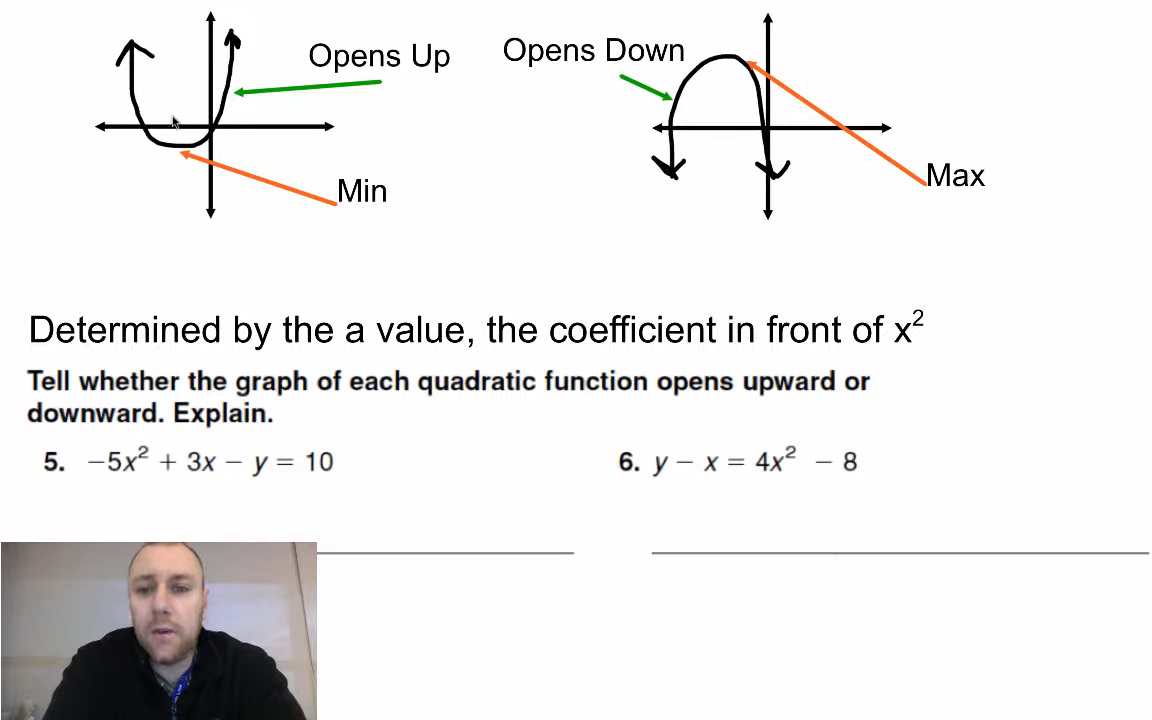 Opens Up
Opens Down
Min
Max
Determined by the a value, the coefficient in front of x²
Tell whether the graph of each quadratic function opens upward or
downward. Explain.
5. −5x² + 3x − y = 10
6. y − x = 4x² − 8